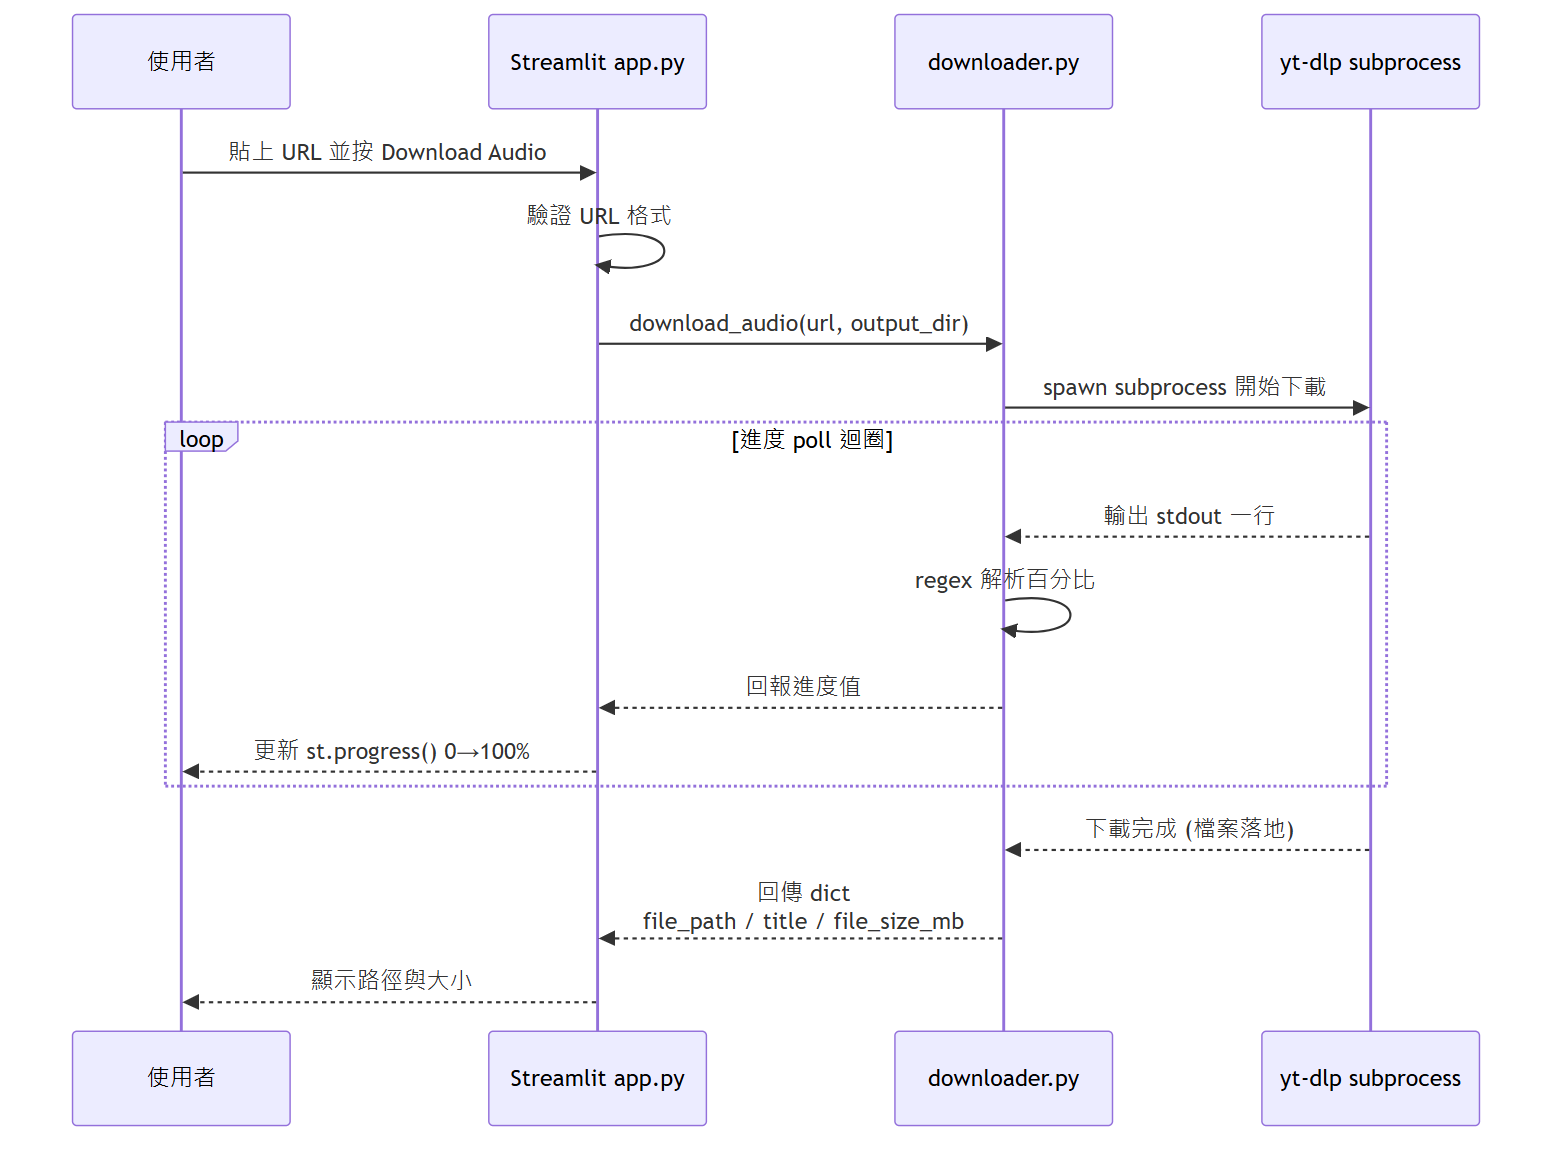 使用者
Streamlit app.py
downloader.py
yt-dlp subprocess
貼上 URL 並按 Download Audio
驗證 URL 格式
download_audio(url, output_dir)
spawn subprocess 開始下載
loop
[進度 poll 迴圈]
輸出 stdout 一行
regex 解析百分比
回報進度值
更新 st.progress() 0→100%
下載完成 (檔案落地)
回傳 dict
file_path / title / file_size_mb
顯示路徑與大小
使用者
Streamlit app.py
downloader.py
yt-dlp subprocess